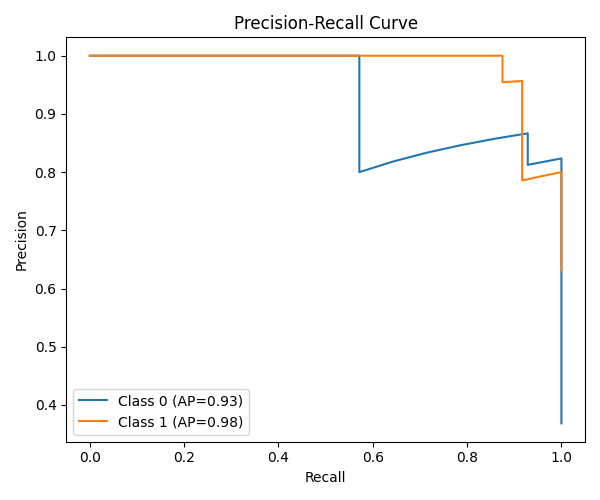 Precision-Recall Curve
1.0
0.9
0.8
0.7
0.6
0.5
0.4
Precision
Class 0 (AP=0.93)
Class 1 (AP=0.98)
0.0 0.2 0.4 0.6 0.8 1.0
Recall